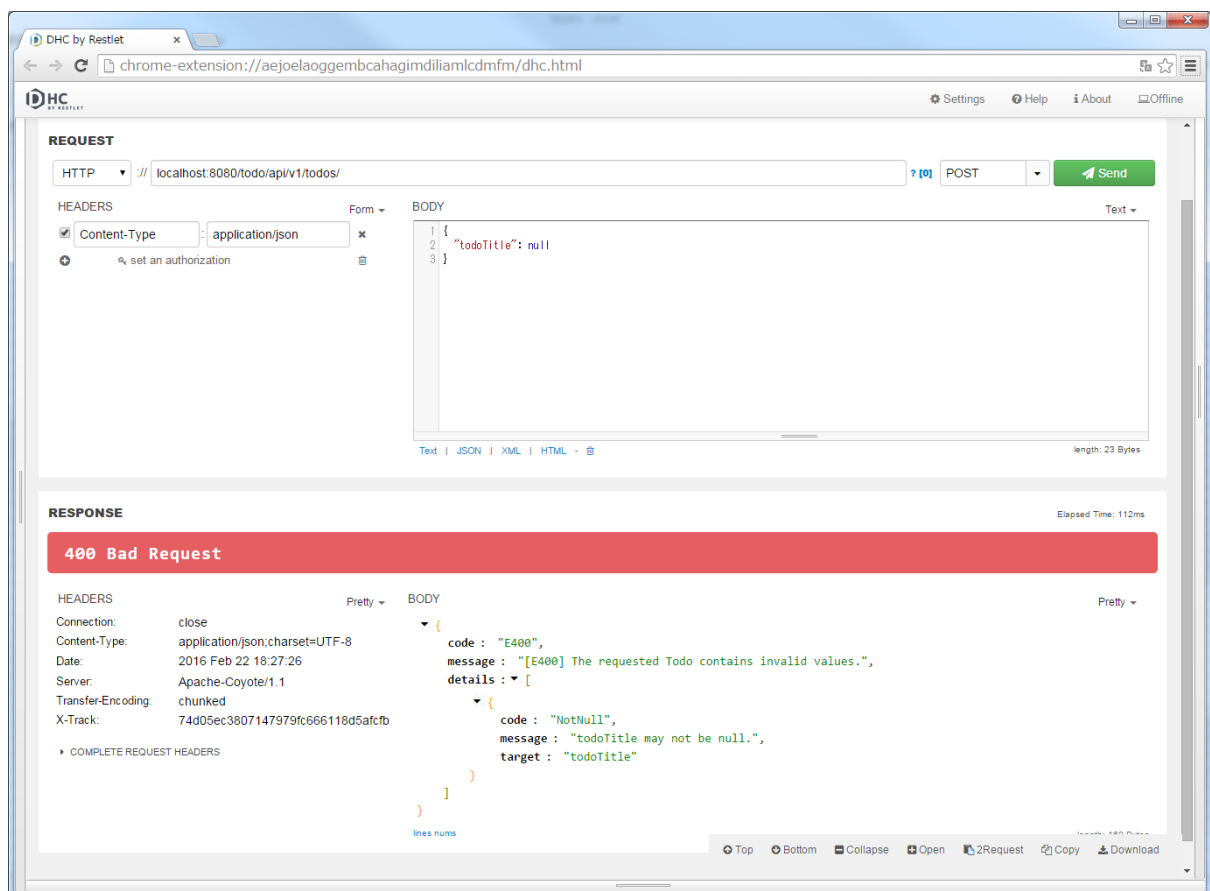 DHC by Restlet
chrome-extension://aejoelaoggembcahagimdiliamlcdmfm/dhc.html
DHC BY RESTLET Settings Help About Offline
REQUEST
HTTP :// localhost:8080/todo/api/v1/todos/ ? [0] POST Send
HEADERS Form BODY Text
Content-Type : application/json
set an authorization
1 {
2 "todoTitle": null
3 }
Text | JSON | XML | HTML - length: 23 Bytes
RESPONSE Elapsed Time: 112ms
400 Bad Request
HEADERS Pretty BODY Pretty
Connection: close
Content-Type: application/json;charset=UTF-8
Date: 2016 Feb 22 18:27:26
Server: Apache-Coyote/1.1
Transfer-Encoding: chunked
X-Track: 74d05ec3807147979fc666118d5afcfb
COMPLETE REQUEST HEADERS
{
code : "E400",
message : "[E400] The requested Todo contains invalid values.",
details : [
{
code : "NotNull",
message : "todoTitle may not be null.",
target : "todoTitle"
}
]
}
lines nums
Top Bottom Collapse Open 2Request Copy Download